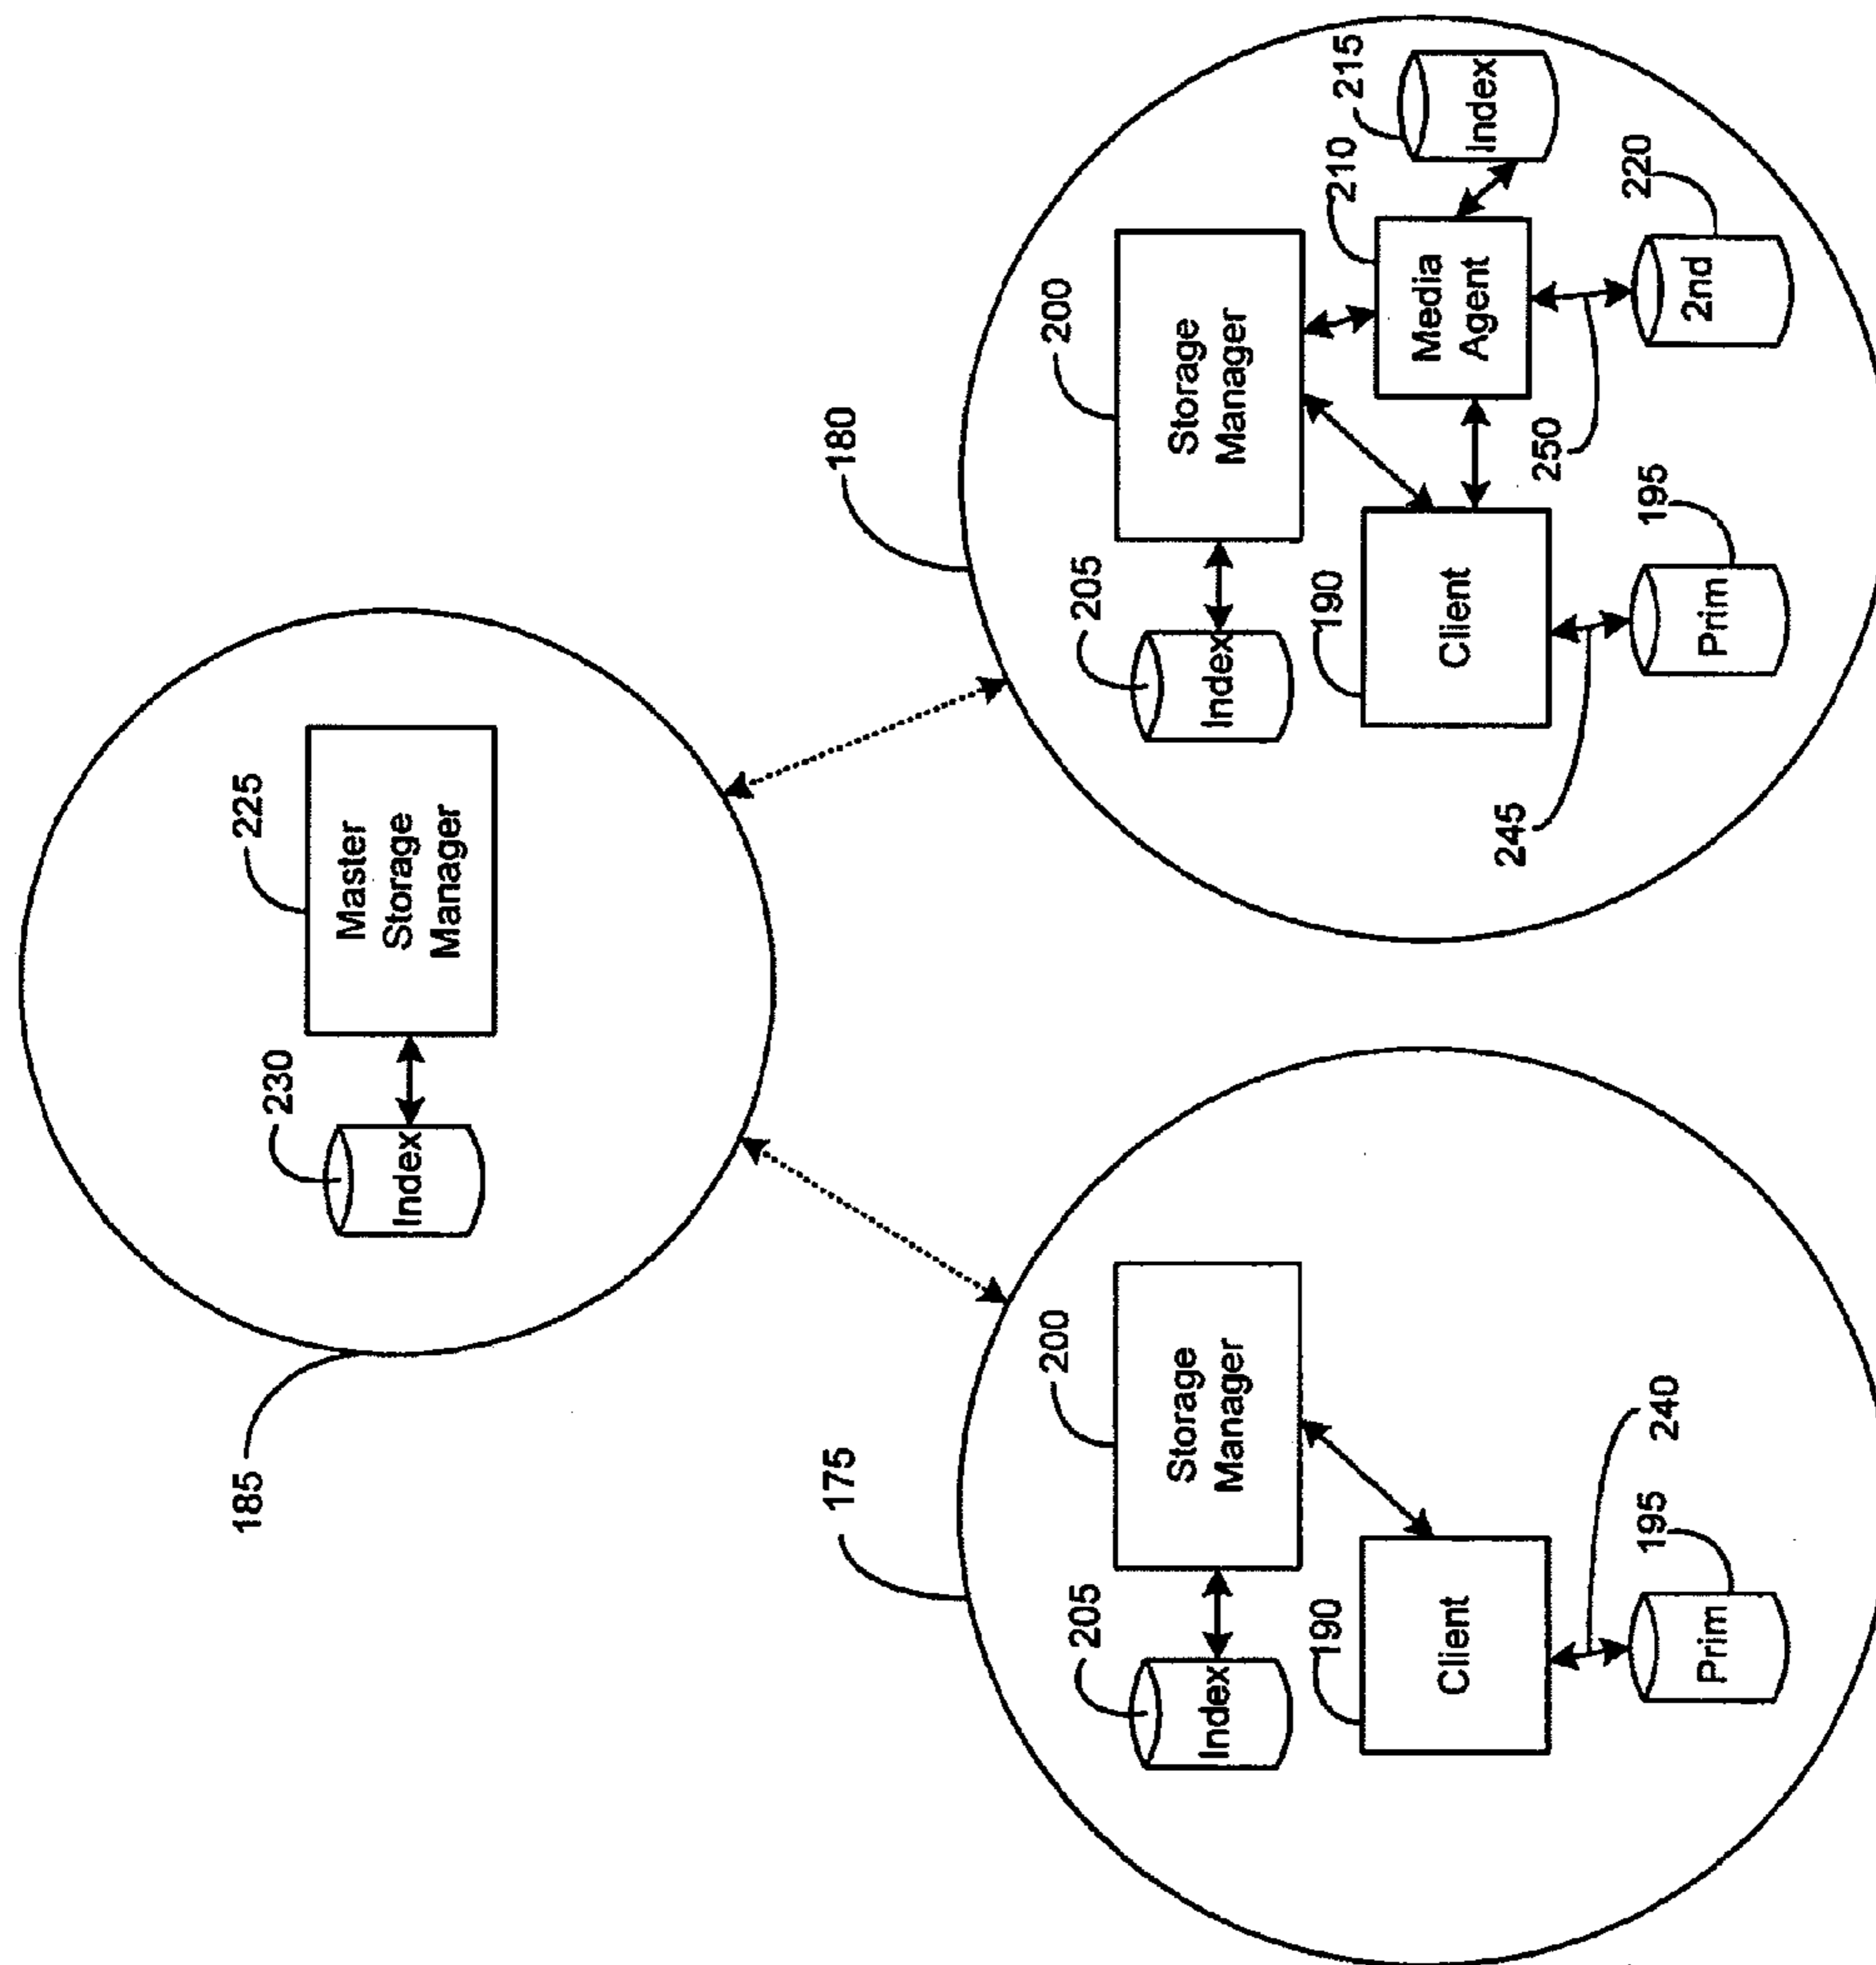 185
230
225
Index
Master
Storage
Manager
175
205
200
Index
Storage
Manager
190
Client
240
195
Prim
180
205
200
Index
Storage
Manager
190
Client
210
215
Media
Agent
Index
245
250
195
220
Prim
2nd